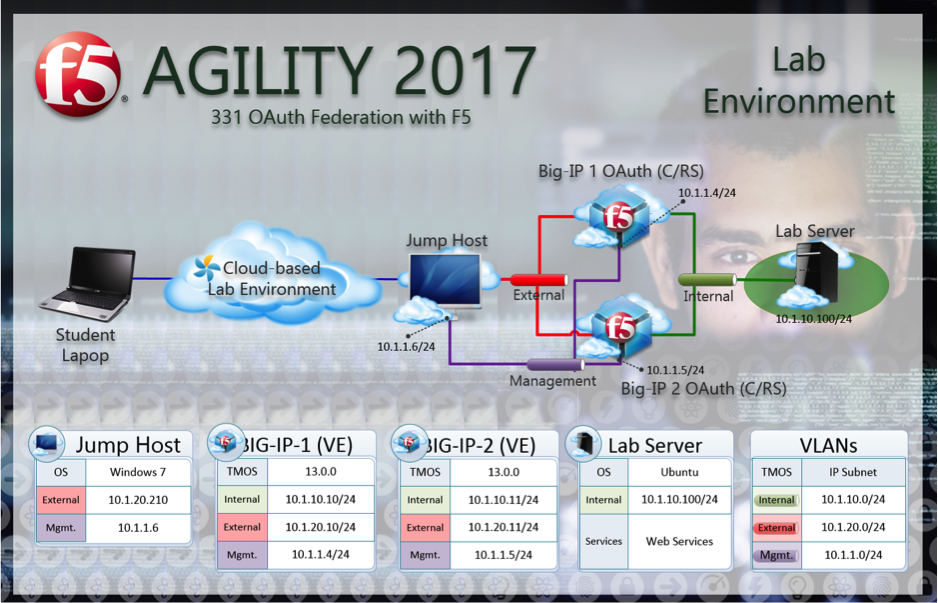 f5®
AGILITY 2017
331 OAuth Federation with F5
Lab
Environment
Big-IP 1 OAuth (C/RS)
10.1.1.4/24
f5
Jump Host
Lab Server
Cloud-based
Lab Environment
External
Internal
Student
Lapop
10.1.1.6/24
10.1.10.100/24
f5
Management
10.1.1.5/24
Big-IP 2 OAuth (C/RS)
Jump Host
OS Windows 7
External 10.1.20.210
Mgmt. 10.1.1.6
BIG-IP-1 (VE)
TMOS 13.0.0
Internal 10.1.10.10/24
External 10.1.20.10/24
Mgmt. 10.1.1.4/24
BIG-IP-2 (VE)
TMOS 13.0.0
Internal 10.1.10.11/24
External 10.1.20.11/24
Mgmt. 10.1.1.5/24
Lab Server
OS Ubuntu
Internal 10.1.10.100/24
Services Web Services
VLANs
TMOS IP Subnet
Internal 10.1.10.0/24
External 10.1.20.0/24
Mgmt. 10.1.1.0/24